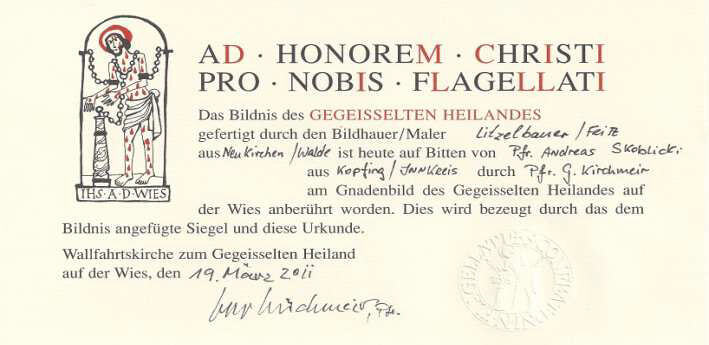 AD · HONOREM · CHRISTI
PRO · NOBIS · FLAGELLATI
Das Bildnis des GEGEISSELTEN HEILANDES
gefertigt durch den Bildhauer/Maler Litzelbauer/Feitz
aus Neukirchen/Walde ist heute auf Bitten von Pfr. Andreas Skoblicki
aus Kopfing/Innkreis durch Pfr. G. Kirchmeir
am Gnadenbild des Gegeisselten Heilandes auf
der Wies anberührt worden. Dies wird bezeugt durch das dem
Bildnis angefügte Siegel und diese Urkunde.
IHS·A·D·WIES
Wallfahrtskirche zum Gegeisselten Heiland
auf der Wies, den 19. März 2011
Kirchmeir, Pfr.